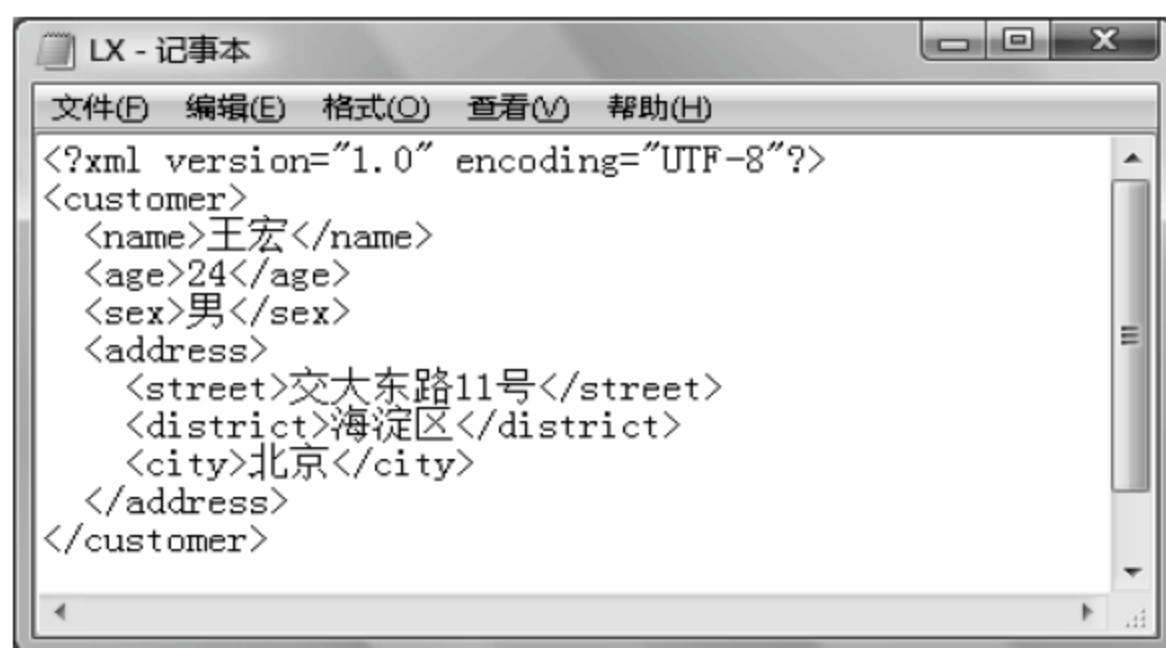 LX - 记事本
文件(F) 编辑(E) 格式(O) 查看(V) 帮助(H)
<?xml version="1.0" encoding="UTF-8"?>
<customer>
  <name>王宏</name>
  <age>24</age>
  <sex>男</sex>
  <address>
    <street>交大东路11号</street>
    <district>海淀区</district>
    <city>北京</city>
  </address>
</customer>